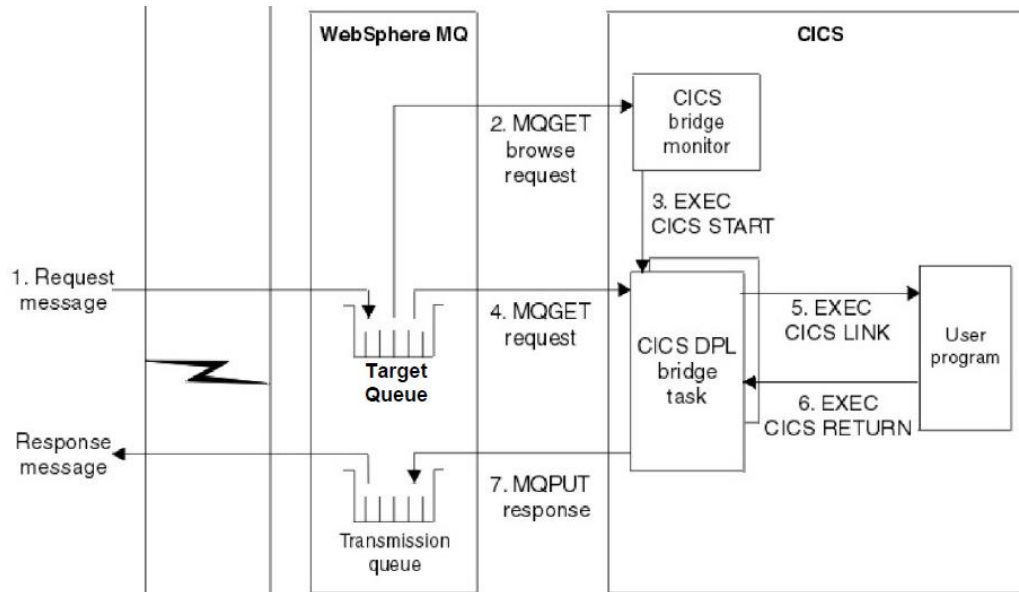 WebSphere MQ
CICS
CICS
bridge
monitor
2. MQGET
browse
request
3. EXEC
CICS START
1. Request
message
4. MQGET
request
5. EXEC
CICS LINK
User
program
CICS DPL
bridge
task
Target
Queue
6. EXEC
CICS RETURN
Response
message
7. MQPUT
response
Transmission
queue